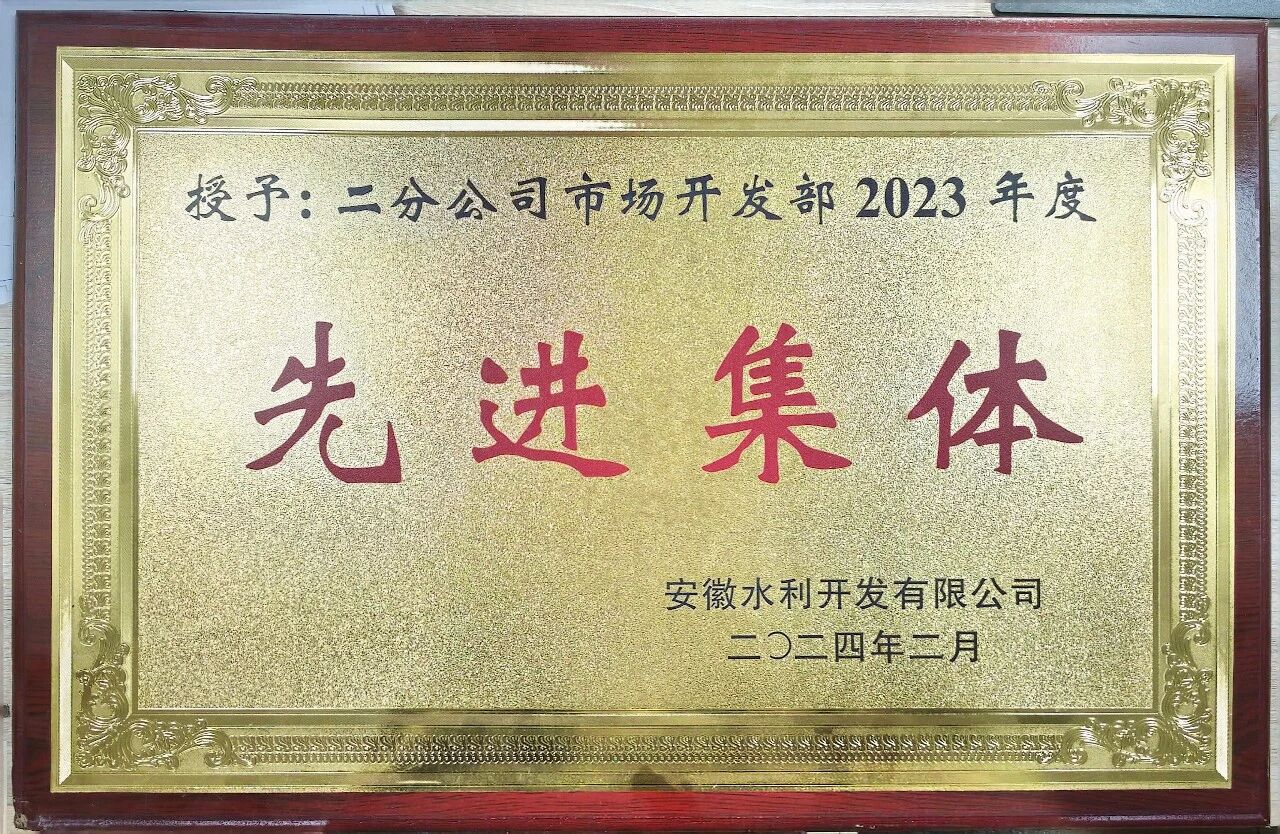 授予：二分公司市场开发部2023年度
先进集体
安徽水利开发有限公司
二〇二四年二月